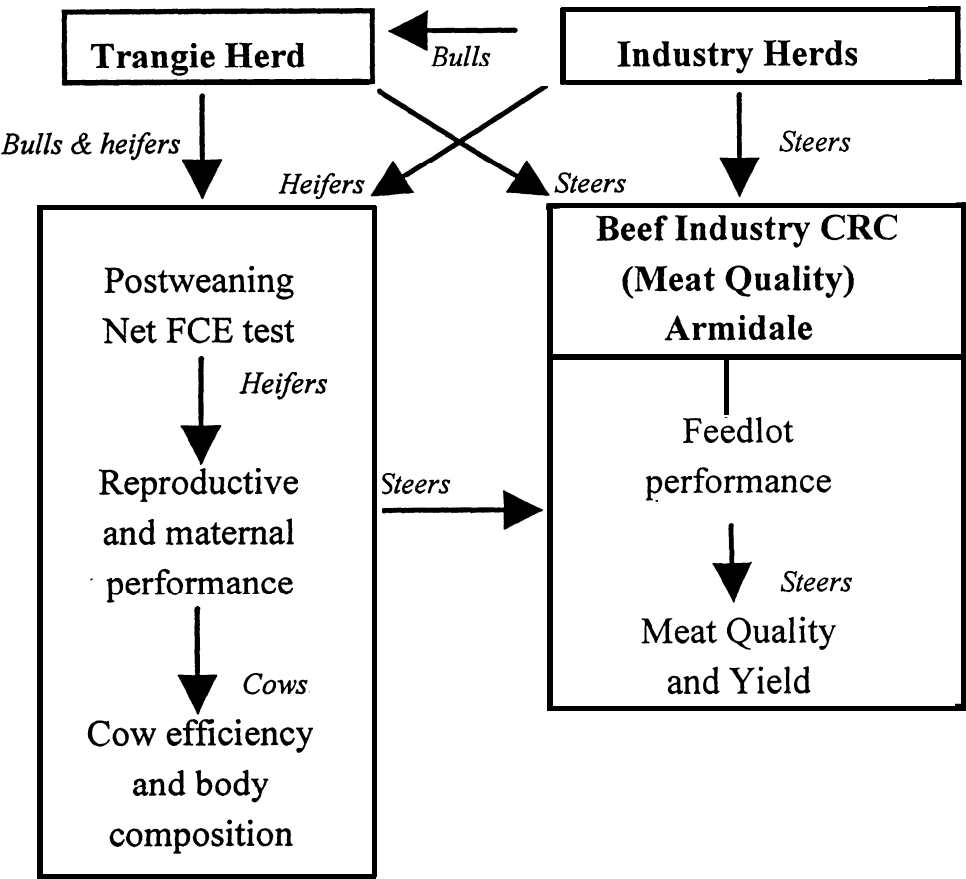 Trangie Herd
Bulls
Industry Herds
Bulls & heifers
Heifers
Steers
Steers
Postweaning
Net FCE test
Heifers
Reproductive
and maternal
performance
Cows
Cow efficiency
and body
composition
Steers
Beef Industry CRC
(Meat Quality)
Armidale
Feedlot
performance
Steers
Meat Quality
and Yield